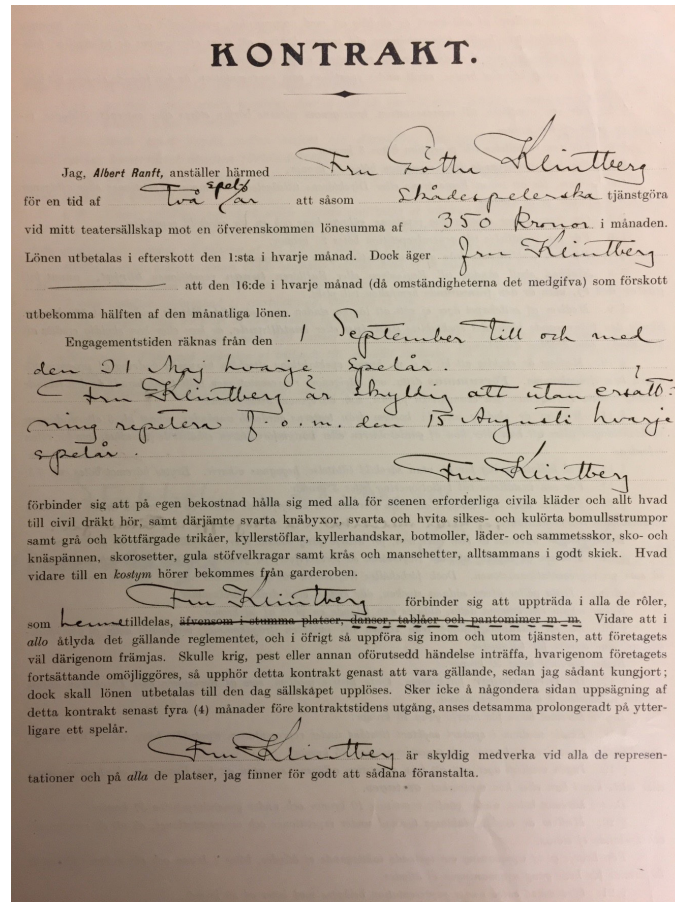 KONTRAKT.
Jag, Albert Ranft, anställer härmed Fru Götha Klintberg
för en tid af Två spelår att såsom Skådespelerska tjänstgöra
vid mitt teatersällskap mot en öfverenskommen lönesumma af 350 kronor i månaden.
Lönen utbetalas i efterskott den 1:sta i hvarje månad. Dock äger Fru Klintberg
att den 16:de i hvarje månad (då omständigheterna det medgifva) som förskott
utbekomma hälften af den månatliga lönen.
Engagementstiden räknas från den 1 September till och med
den 31 Maj hvarje spelår.
Fru Klintberg är skyldig att utan ersätt-
ning repetera fr. o. m. den 15 Augusti hvarje
spelår.
Fru Klintberg
förbinder sig att på egen bekostnad hålla sig med alla för scenen erforderliga civila kläder och allt hvad
till civil dräkt hör, samt därjämte svarta knäbyxor, svarta och hvita silkes- och kulörta bomullsstrumpor
samt grå och köttfärgade trikåer, kyllerstöflar, kyllerhandskar, botmoller, läder- och sammetsskor, sko- och
knäspännen, skorosetter, gula stöfvelkragar samt krås och manschetter, alltsammans i godt skick. Hvad
vidare till en kostym hörer bekommes från garderoben.
Fru Klintberg förbinder sig att uppträda i alla de rôler,
som henne tilldelas, äfvensom i stumma platser, danser, tablåer och pantomimer m. m. Vidare att i
allo åtlyda det gällande reglementet, och i öfrigt så uppföra sig inom och utom tjänsten, att företagets
väl därigenom främjas. Skulle krig, pest eller annan oförutsedd händelse inträffa, hvarigenom företagets
fortsättande omöjliggöres, så upphör detta kontrakt genast att vara gällande, sedan jag sådant kungjort;
dock skall lönen utbetalas till den dag sällskapet upplöses. Sker icke å någondera sidan uppsägning af
detta kontrakt senast fyra (4) månader före kontraktstidens utgång, anses detsamma prolongeradt på ytter-
ligare ett spelår.
Fru Klintberg är skyldig medverka vid alla de represen-
tationer och på alla de platser, jag finner för godt att sådana föranstalta.